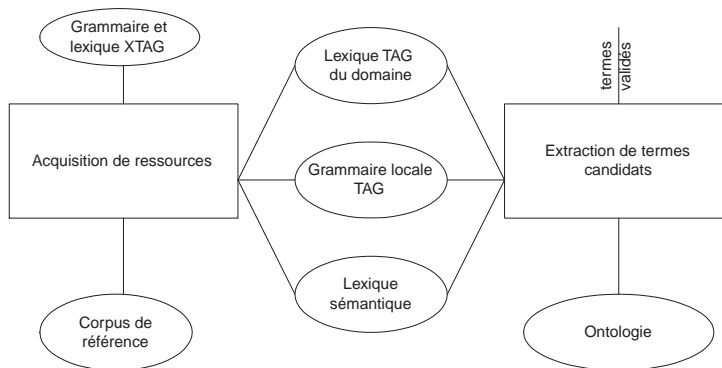 Grammaire et
lexique XTAG
Lexique TAG
du domaine
termes
validés
Acquisition de ressources
Grammaire locale
TAG
Extraction de termes
candidats
Lexique
sémantique
Corpus de
référence
Ontologie